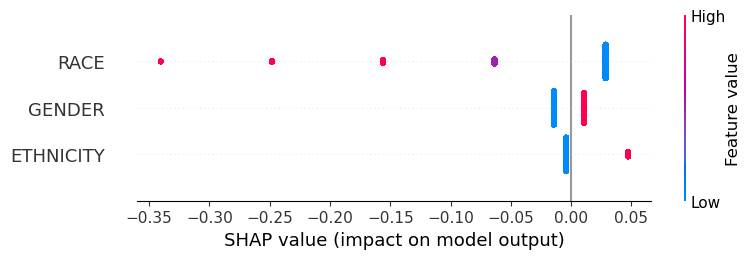 High
RACE
GENDER
ETHNICITY
Feature value
Low
−0.35 −0.30 −0.25 −0.20 −0.15 −0.10 −0.05 0.00 0.05
SHAP value (impact on model output)